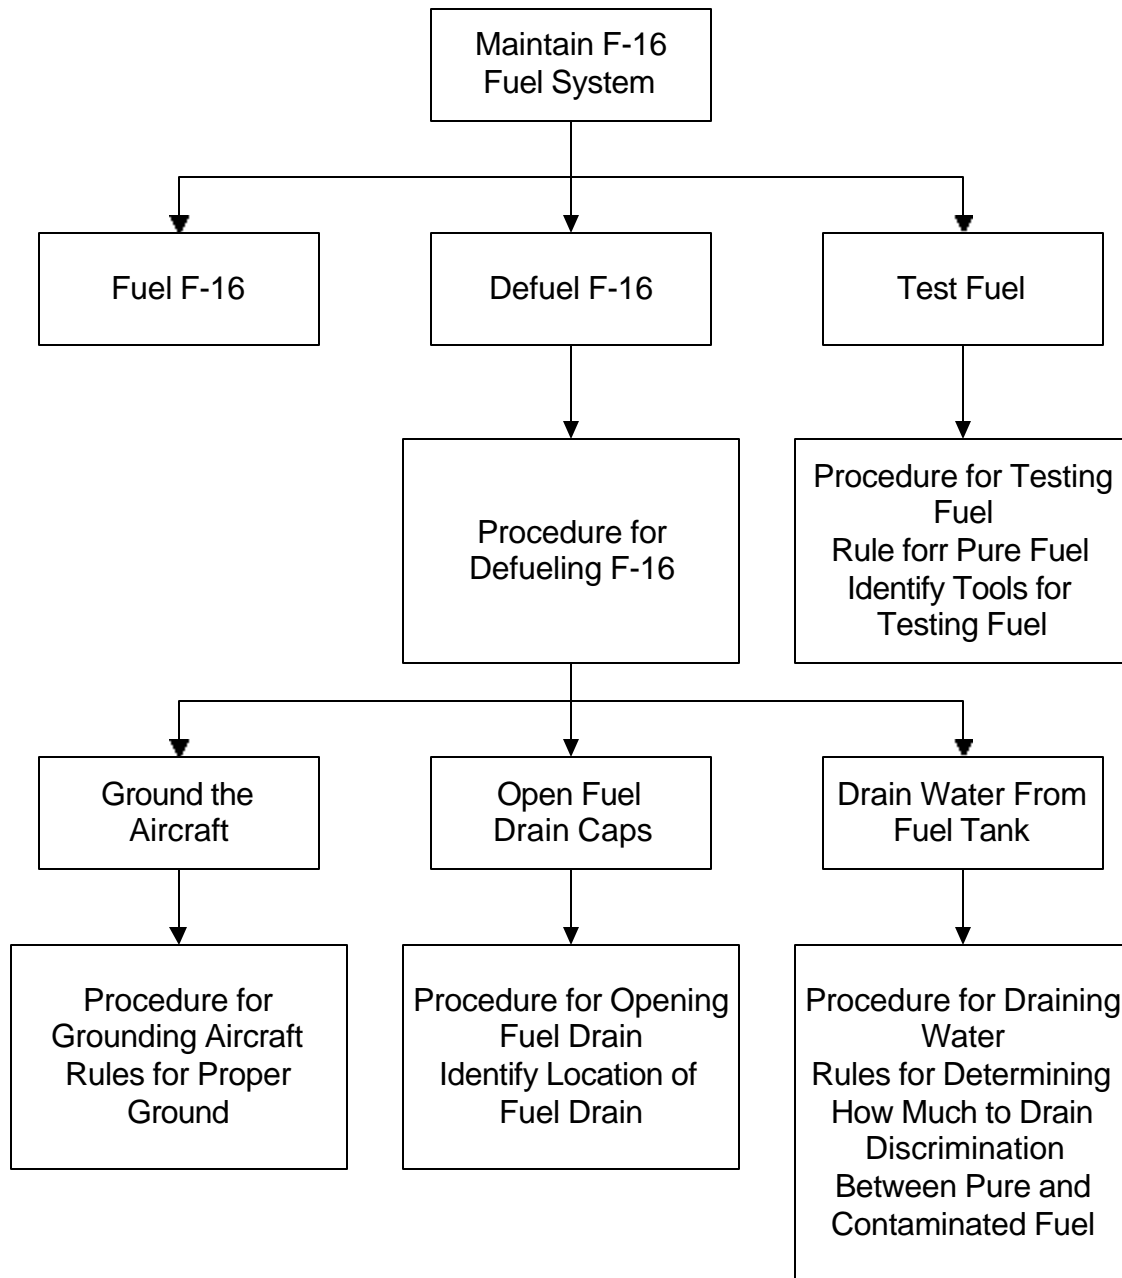 Maintain F-16
Fuel System
Fuel F-16
Defuel F-16
Test Fuel
Procedure for
Defueling F-16
Procedure for Testing
Fuel
Rule forr Pure Fuel
Identify Tools for
Testing Fuel
Ground the
Aircraft
Open Fuel
Drain Caps
Drain Water From
Fuel Tank
Procedure for
Grounding Aircraft
Rules for Proper
Ground
Procedure for Opening
Fuel Drain
Identify Location of
Fuel Drain
Procedure for Draining
Water
Rules for Determining
How Much to Drain
Discrimination
Between Pure and
Contaminated Fuel